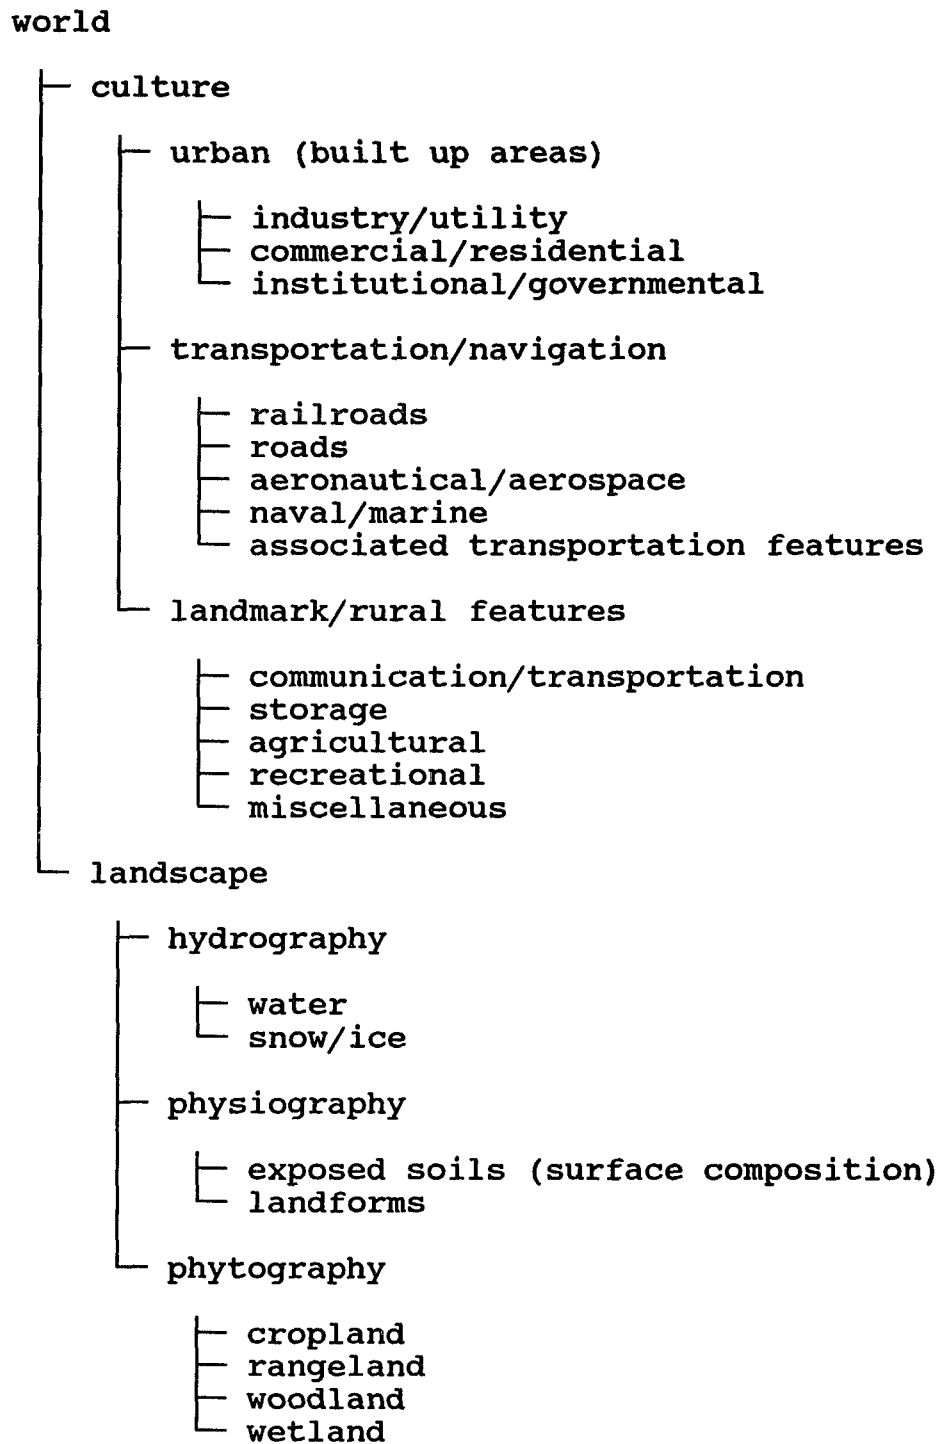 world
culture
urban (built up areas)
industry/utility
commercial/residential
institutional/governmental
transportation/navigation
railroads
roads
aeronautical/aerospace
naval/marine
associated transportation features
landmark/rural features
communication/transportation
storage
agricultural
recreational
miscellaneous
landscape
hydrography
water
snow/ice
physiography
exposed soils (surface composition)
landforms
phytography
cropland
rangeland
woodland
wetland